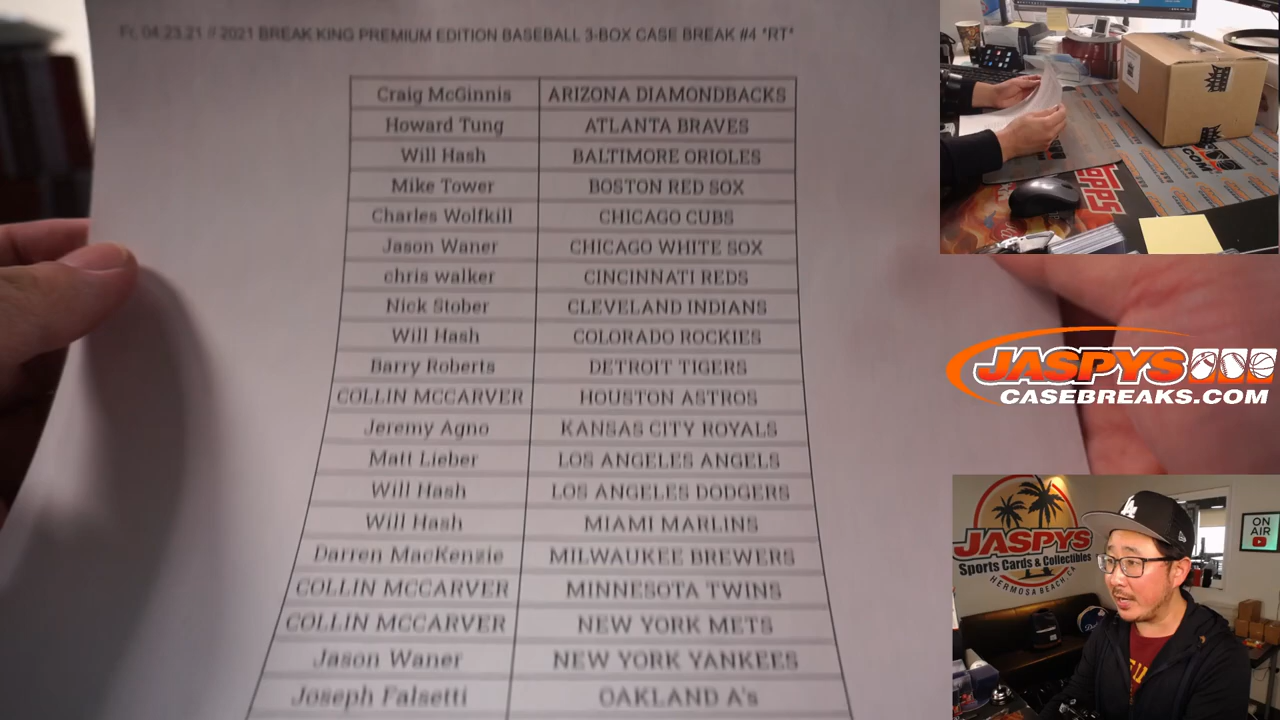 Fr, 04.23.21 // 2021 BREAK KING PREMIUM EDITION BASEBALL 3-BOX CASE BREAK #4 *RT*
Craig McGinnis ARIZONA DIAMONDBACKS
Howard Tung ATLANTA BRAVES
Will Hash BALTIMORE ORIOLES
Mike Tower BOSTON RED SOX
Charles Wolfkill CHICAGO CUBS
Jason Waner CHICAGO WHITE SOX
chris walker CINCINNATI REDS
Nick Stober CLEVELAND INDIANS
Will Hash COLORADO ROCKIES
Barry Roberts DETROIT TIGERS
COLLIN MCCARVER HOUSTON ASTROS
Jeremy Agno KANSAS CITY ROYALS
Matt Lieber LOS ANGELES ANGELS
Will Hash LOS ANGELES DODGERS
Will Hash MIAMI MARLINS
Darren MacKenzie MILWAUKEE BREWERS
COLLIN MCCARVER MINNESOTA TWINS
COLLIN MCCARVER NEW YORK METS
Jason Waner NEW YORK YANKEES
Joseph Falsetti OAKLAND A's
TOPPS
.COM
JASPYS
CASEBREAKS.COM
JASPYS
Sports Cards & Collectibles
HERMOSA BEACH, CA
LA
ON
AIR